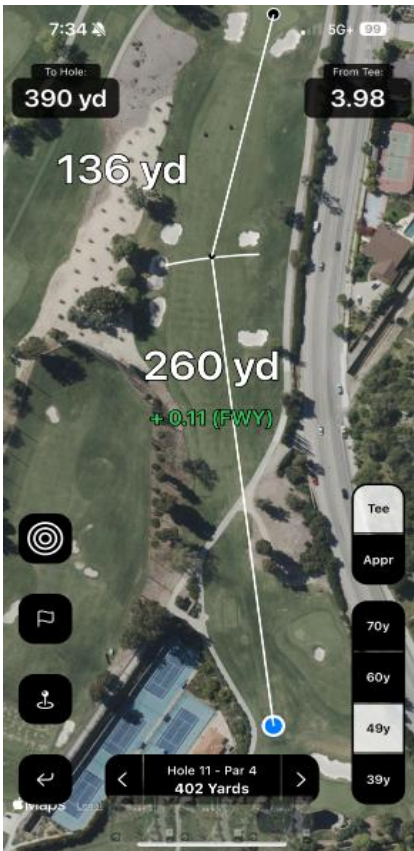 7:34
5G+ 99
To Hole:
390 yd
From Tee:
3.98
136 yd
260 yd
+ 0.11 (FWY)
Tee
Appr
70y
60y
49y
39y
Hole 11 - Par 4
402 Yards
Maps
Legal